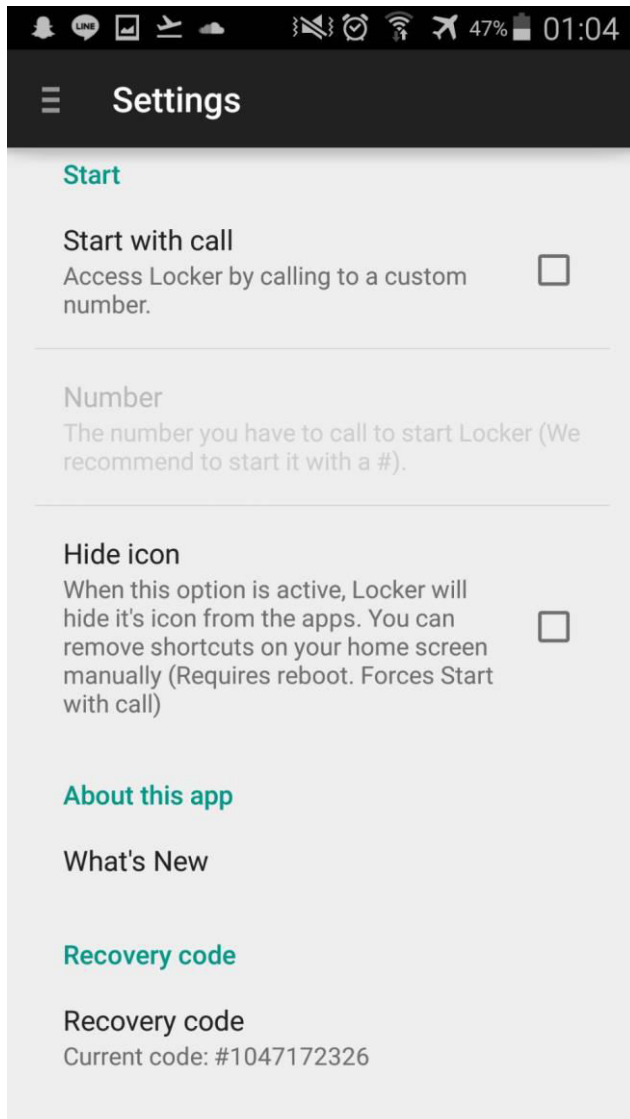 LINE 47% 01:04
Settings
Start
Start with call
Access Locker by calling to a custom
number.
Number
The number you have to call to start Locker (We
recommend to start it with a #).
Hide icon
When this option is active, Locker will
hide it's icon from the apps. You can
remove shortcuts on your home screen
manually (Requires reboot. Forces Start
with call)
About this app
What's New
Recovery code
Recovery code
Current code: #1047172326